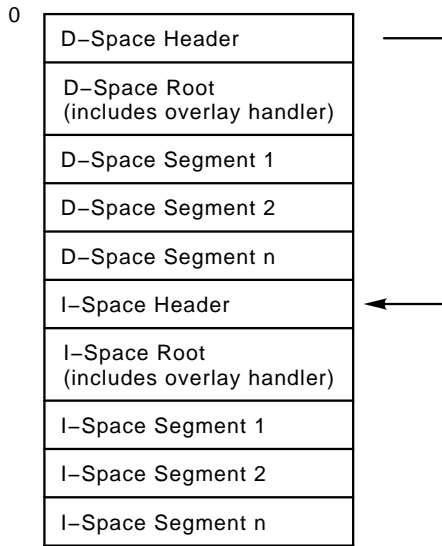 0
D−Space Header
D−Space Root
(includes overlay handler)
D−Space Segment 1
D−Space Segment 2
D−Space Segment n
I−Space Header
I−Space Root
(includes overlay handler)
I−Space Segment 1
I−Space Segment 2
I−Space Segment n